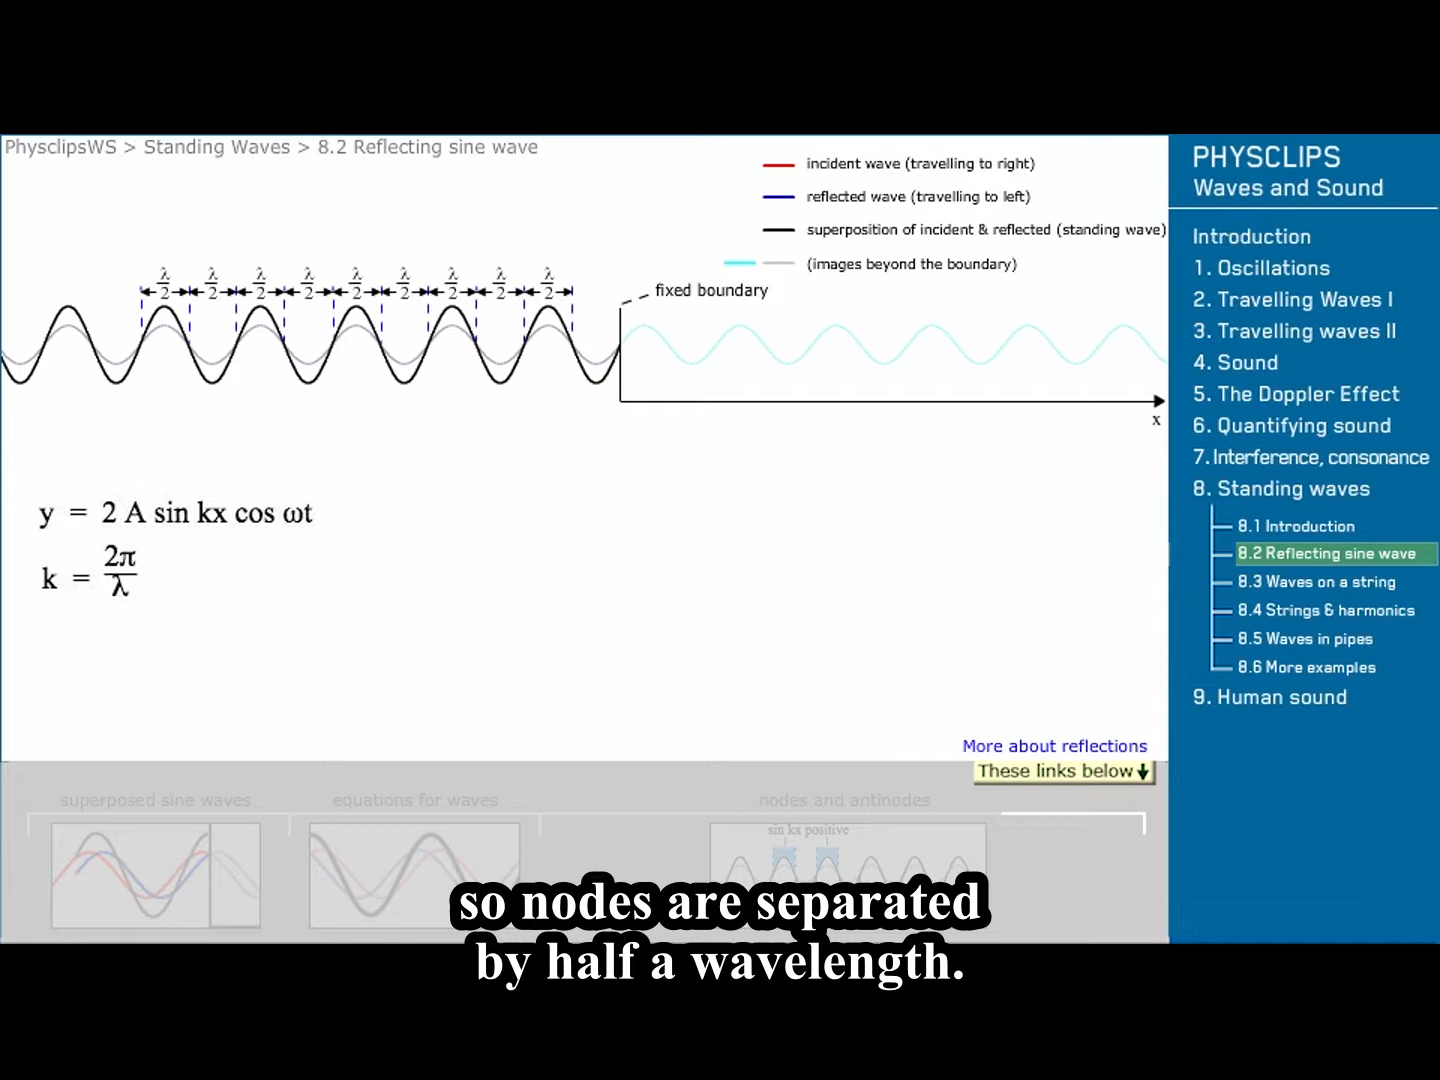 PhysclipsWS > Standing Waves > 8.2 Reflecting sine wave
incident wave (travelling to right)
reflected wave (travelling to left)
superposition of incident & reflected (standing wave)
(images beyond the boundary)
λ/2 λ/2 λ/2 λ/2 λ/2 λ/2 λ/2 λ/2 λ/2
fixed boundary
x
y = 2 A sin kx cos ωt
k = 2π/λ
More about reflections
These links below
superposed sine waves
equations for waves
nodes and antinodes
sin kx positive
so nodes are separated
by half a wavelength.
PHYSCLIPS
Waves and Sound
Introduction
1. Oscillations
2. Travelling Waves I
3. Travelling waves II
4. Sound
5. The Doppler Effect
6. Quantifying sound
7. Interference, consonance
8. Standing waves
8.1 Introduction
8.2 Reflecting sine wave
8.3 Waves on a string
8.4 Strings & harmonics
8.5 Waves in pipes
8.6 More examples
9. Human sound